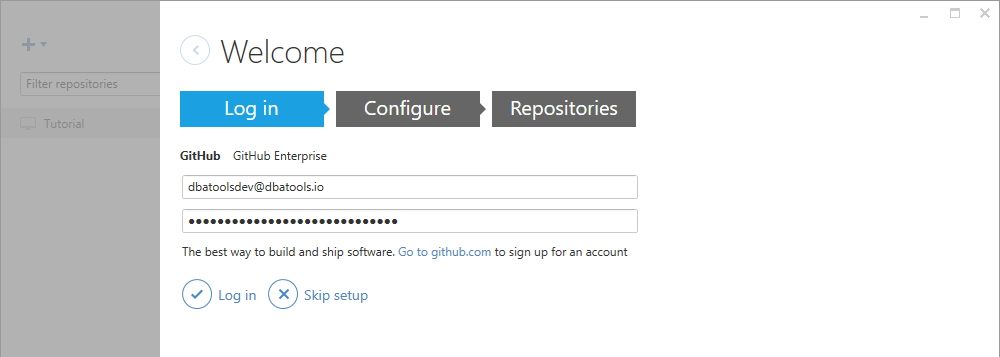 Welcome
Filter repositories
Tutorial
Log in Configure Repositories
GitHub GitHub Enterprise
dbatoolsdev@dbatools.io
●●●●●●●●●●●●●●●●●●●●●●●●●●●●●
The best way to build and ship software. Go to github.com to sign up for an account
Log in Skip setup